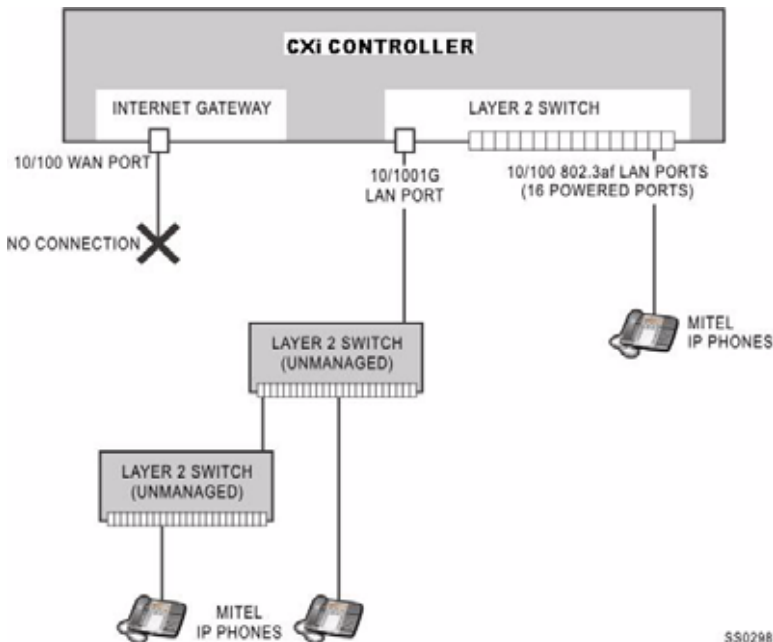 CXi CONTROLLER
INTERNET GATEWAY
LAYER 2 SWITCH
10/100 WAN PORT
10/1001G
LAN PORT
10/100 802.3af LAN PORTS
(16 POWERED PORTS)
NO CONNECTION
MITEL
IP PHONES
LAYER 2 SWITCH
(UNMANAGED)
LAYER 2 SWITCH
(UNMANAGED)
MITEL
IP PHONES
SS0298